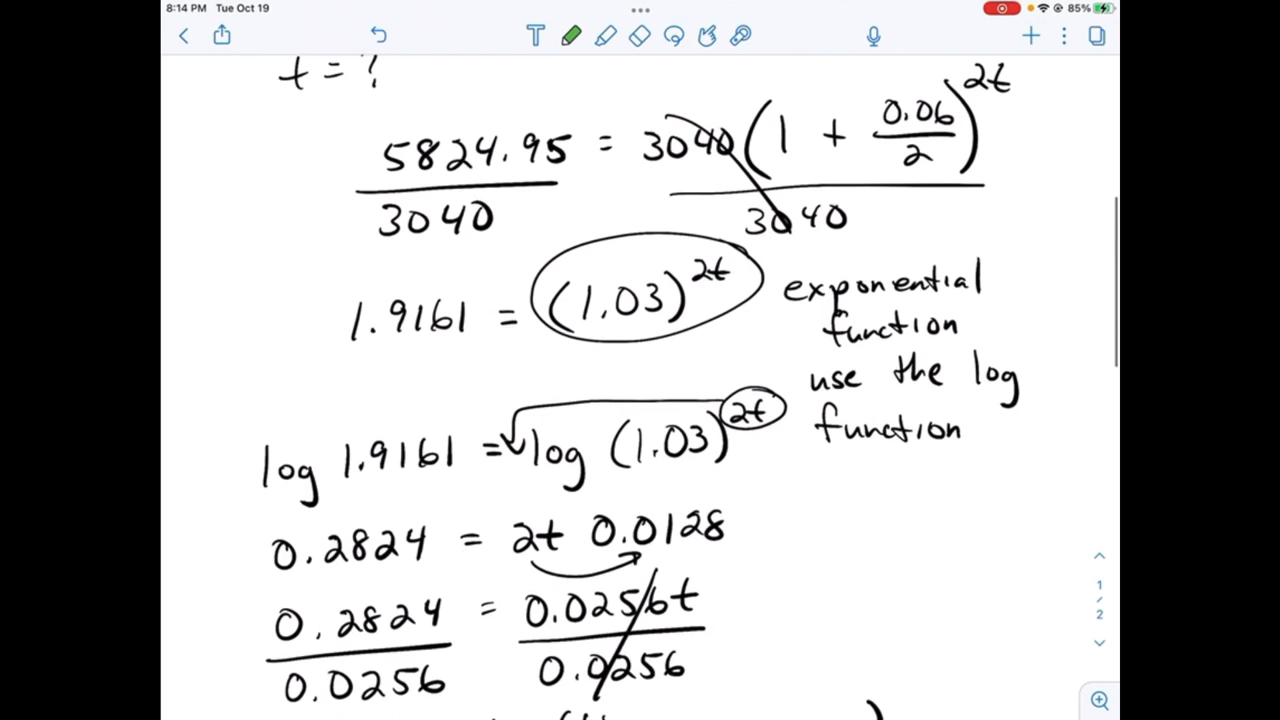 8:14 PM Tue Oct 19 85%
t = ?
5824.95 = 3040 (1 + 0.06/2)^2t
3040 3040
1.9161 = (1.03)^2t
exponential
function
use the log
function
log 1.9161 = log (1.03)^2t
0.2824 = 2t 0.0128
0.2824 = 0.0256t
0.0256 0.0256
1
/
2